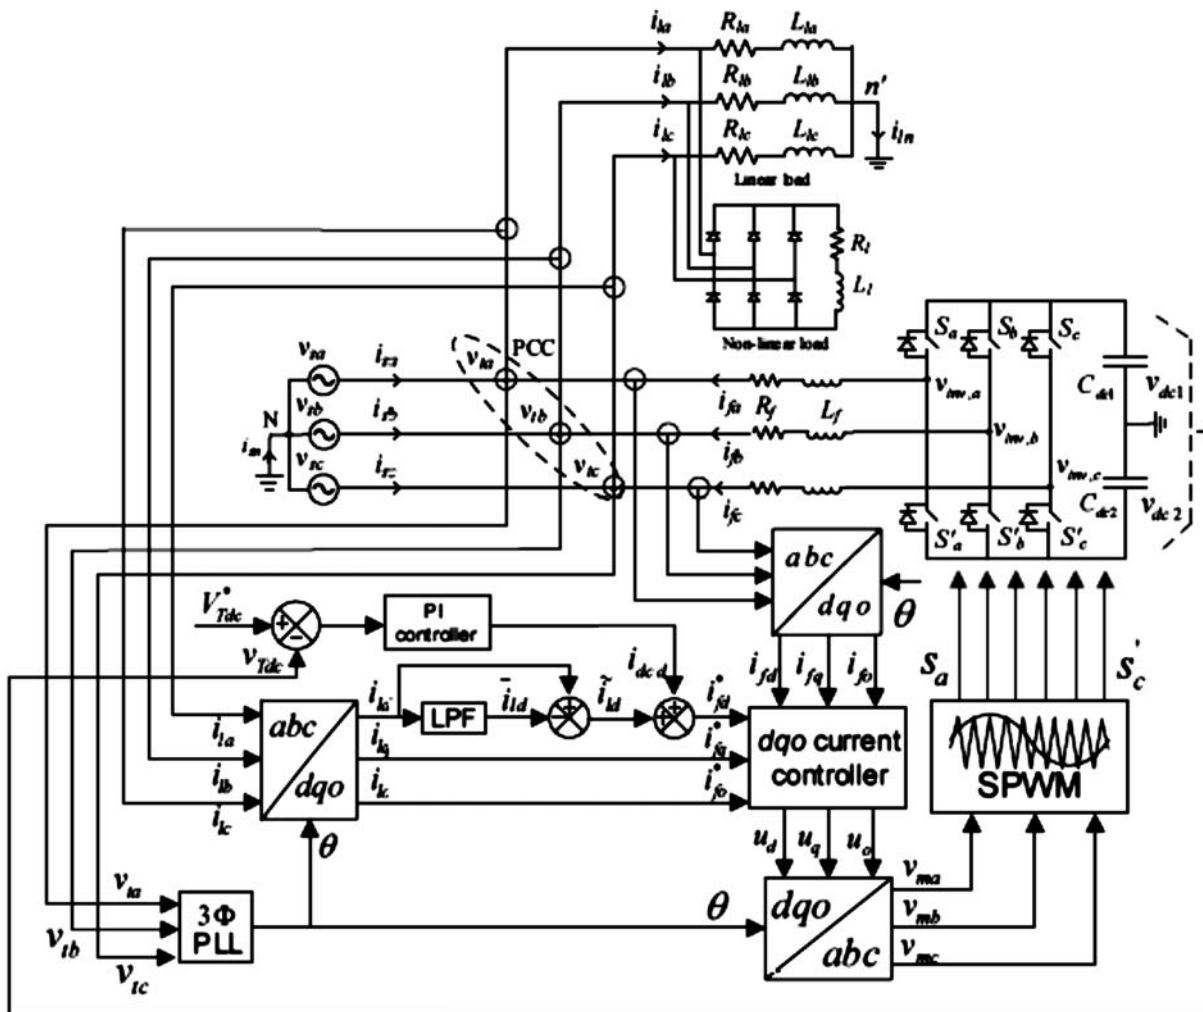 i_la R_la L_la
i_lb R_lb L_lb n'
i_lc R_lc L_lc i_ln
Linear load
R_l
L_l
Non-linear load
S_a S_b S_c
PCC
v_sa i_sa v_ta
i_fa R_f L_f v_inv,a C_dc1 v_dc1
N v_sb i_sb v_tb
i_sn i_fb v_inv,b
v_sc i_sc v_tc v_inv,c
i_fc C_dc2 v_dc2
S'_a S'_b S'_c
abc
dqo
θ
V*_Tdc + - PI
controller
v_Tdc
i_dcd i_fd i_fq i_fo
S_a S'_c
i_ld LPF ī_ld ĩ_ld i*_fd
i_la abc i_lq i*_fq
dqo current
controller
i_lb dqo i*_fo
i_lc
SPWM
θ
u_d u_q u_o
v_ta 3Φ
PLL
v_tb
v_tc
θ
dqo
abc
v_ma
v_mb
v_mc